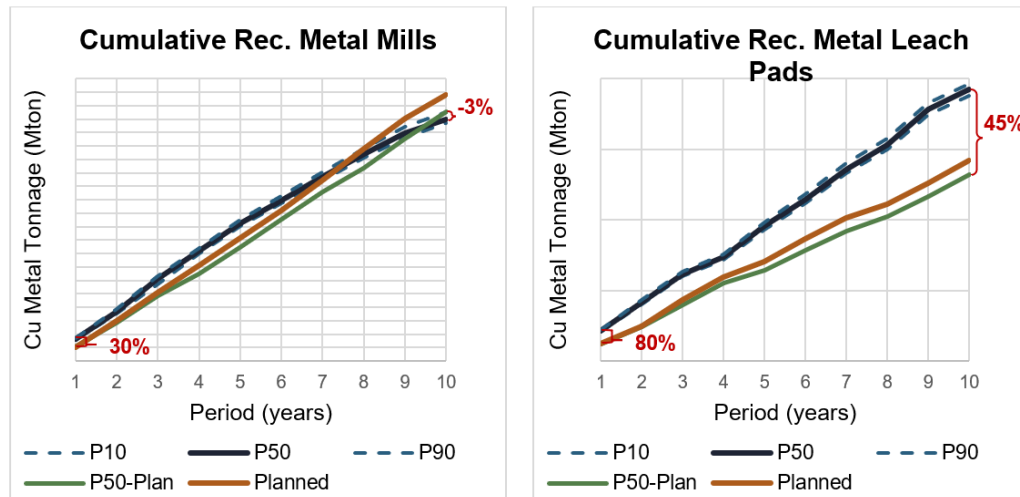 Cumulative Rec. Metal Mills
Cu Metal Tonnage (Mton)
-3%
30%
1 2 3 4 5 6 7 8 9 10
Period (years)
P10 P50 P90
P50-Plan Planned
Cumulative Rec. Metal Leach
Pads
Cu Metal Tonnage (Mton)
45%
80%
1 2 3 4 5 6 7 8 9 10
Period (years)
P10 P50 P90
P50-Plan Planned